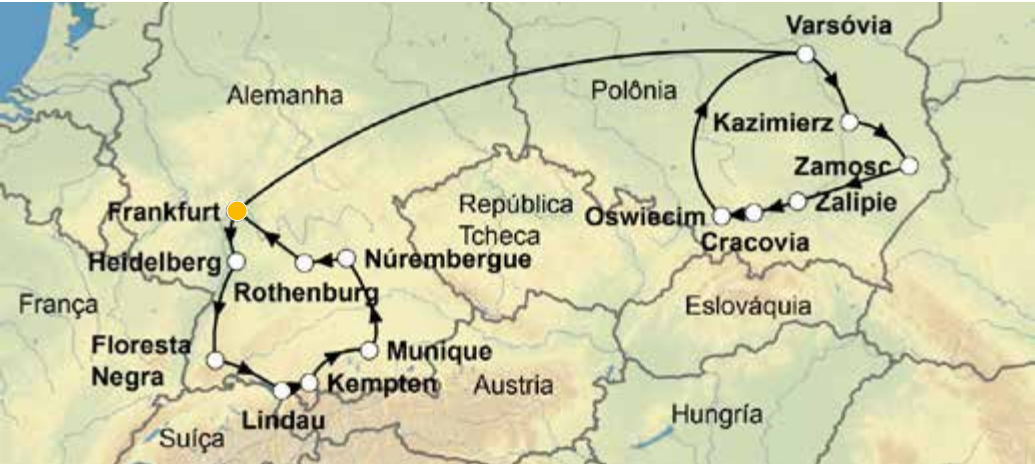 Varsóvia
Alemanha
Polônia
Kazimierz
Zamosc
Zalipie
República
Tcheca
Oswiecim
Cracovia
Frankfurt
Heidelberg
Núrembergue
Rothenburg
França
Eslováquia
Floresta
Negra
Munique
Kempten
Austria
Lindau
Hungría
Suíça